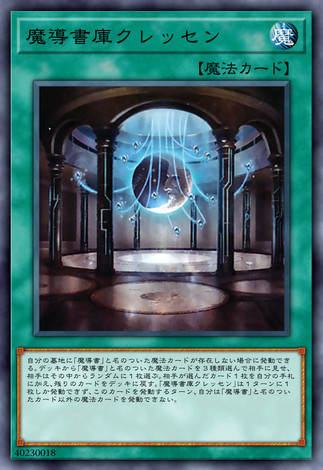 魔導書庫クレッセン
魔
【魔法カード】
自分の墓地に「魔導書」と名のついた魔法カードが存在しない場合に発動でき
る。デッキから「魔導書」と名のついた魔法カードを３種類選んで相手に見せ、
相手はその中からランダムに１枚選ぶ。相手が選んだカード１枚を自分の手札
に加え、残りのカードをデッキに戻す。「魔導書庫クレッセン」は１ターンに１
枚しか発動できず、このカードを発動するターン、自分は「魔導書」と名のつい
たカード以外の魔法カードを発動できない。
40230018